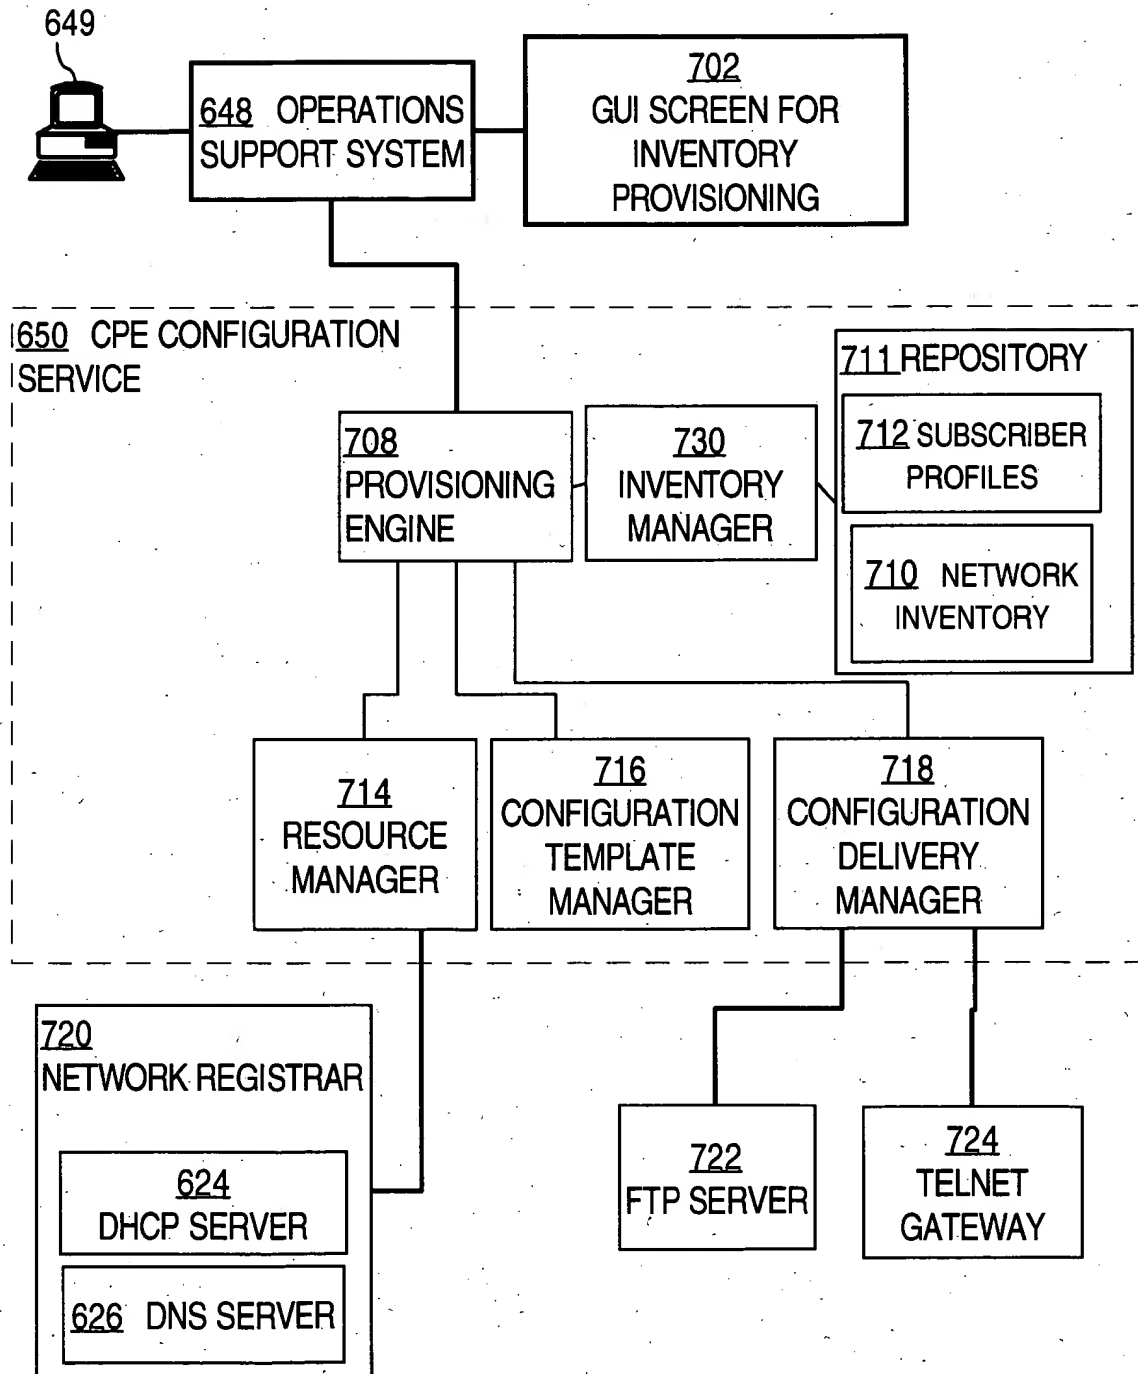 649
648 OPERATIONS
SUPPORT SYSTEM
702
GUI SCREEN FOR
INVENTORY
PROVISIONING
650 CPE CONFIGURATION
SERVICE
711 REPOSITORY
712 SUBSCRIBER
PROFILES
710 NETWORK
INVENTORY
708
PROVISIONING
ENGINE
730
INVENTORY
MANAGER
714
RESOURCE
MANAGER
716
CONFIGURATION
TEMPLATE
MANAGER
718
CONFIGURATION
DELIVERY
MANAGER
720
NETWORK REGISTRAR
624
DHCP SERVER
626 DNS SERVER
722
FTP SERVER
724
TELNET
GATEWAY